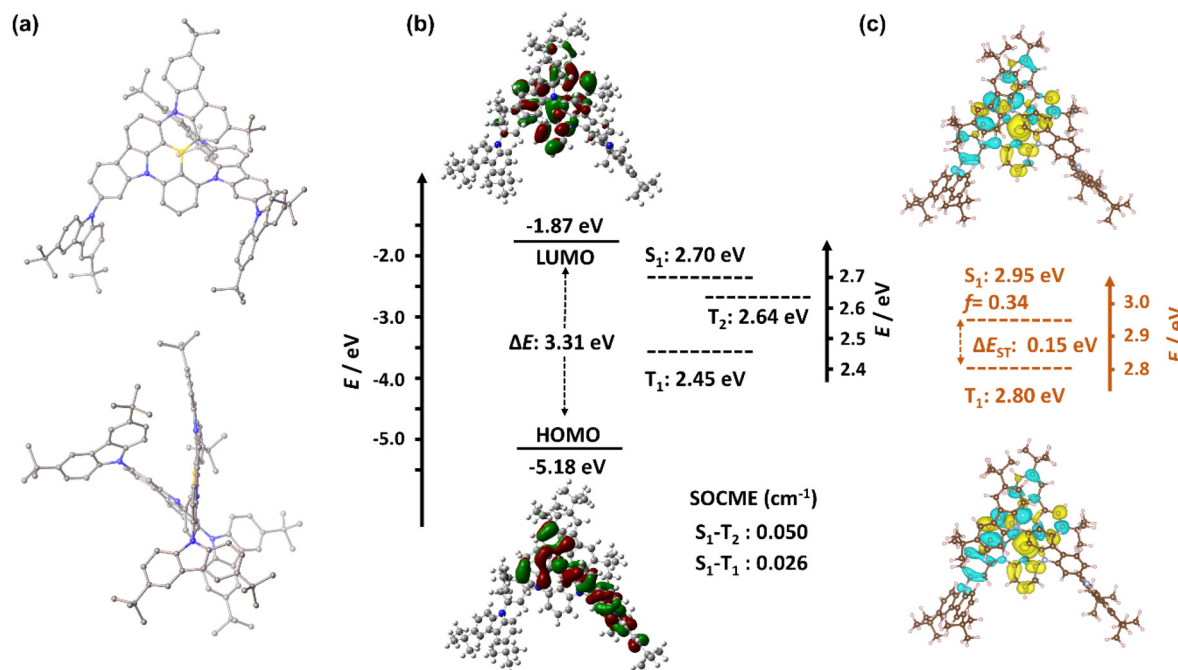 (a)
(b)
(c)
-1.87 eV
LUMO
ΔE: 3.31 eV
HOMO
-5.18 eV
E / eV
-2.0
-3.0
-4.0
-5.0
S₁: 2.70 eV
T₂: 2.64 eV
T₁: 2.45 eV
2.7
2.6
2.5
2.4
E / eV
SOCME (cm⁻¹)
S₁-T₂ : 0.050
S₁-T₁ : 0.026
S₁: 2.95 eV
f= 0.34
ΔE_ST: 0.15 eV
T₁: 2.80 eV
3.0
2.9
2.8
E / eV